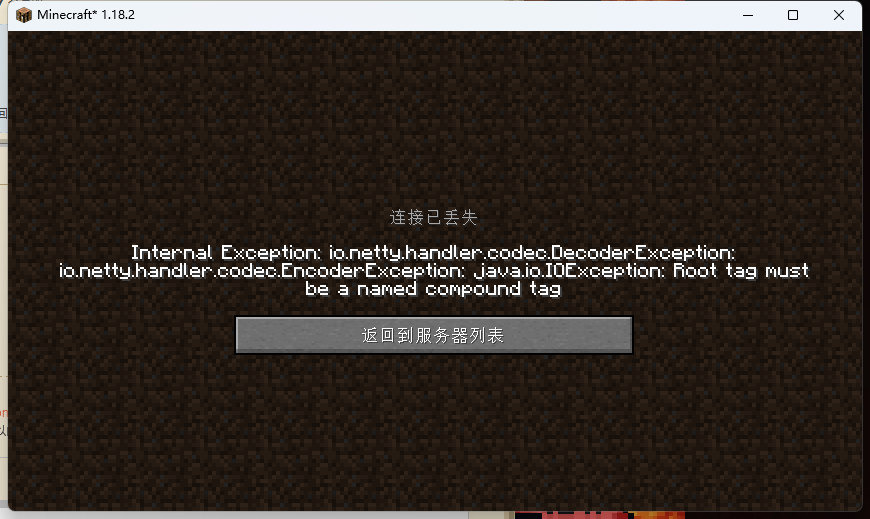 Minecraft* 1.18.2
连接已丢失
Internal Exception: io.netty.handler.codec.DecoderException:
io.netty.handler.codec.EncoderException: java.io.IOException: Root tag must
be a named compound tag
返回到服务器列表